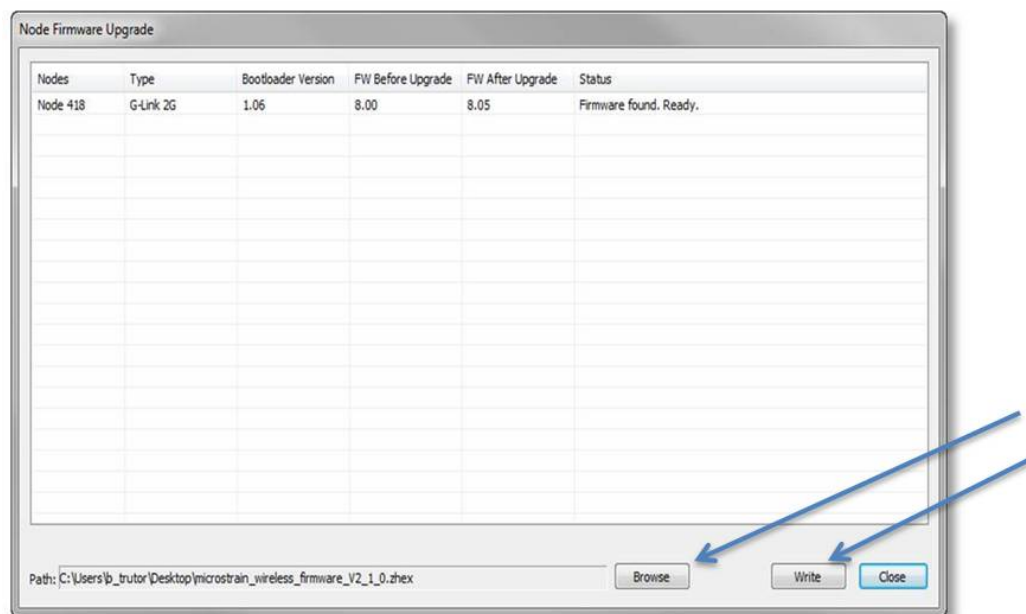 Node Firmware Upgrade
Nodes Type Bootloader Version FW Before Upgrade FW After Upgrade Status
Node 418 G-Link 2G 1.06 8.00 8.05 Firmware found. Ready.
Path: C:\Users\b_trutor\Desktop\microstrain_wireless_firmware_V2_1_0.zhex Browse Write Close